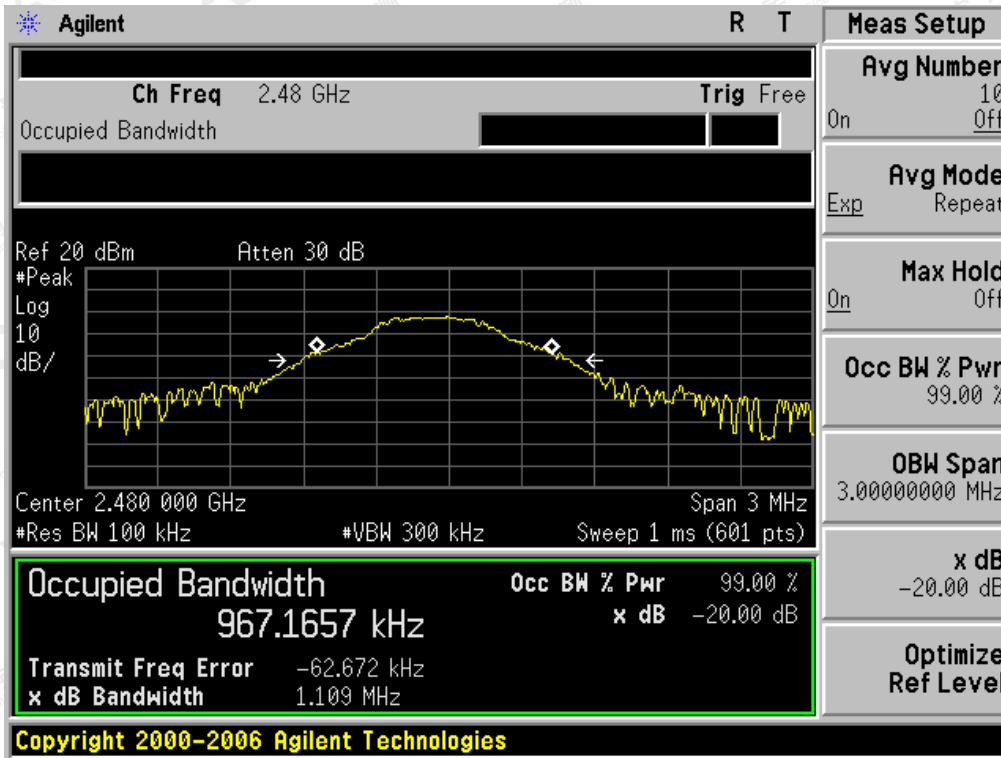 Agilent R T
Ch Freq 2.48 GHz Trig Free
Occupied Bandwidth
Ref 20 dBm Atten 30 dB
#Peak
Log
10
dB/
Center 2.480 000 GHz Span 3 MHz
#Res BW 100 kHz #VBW 300 kHz Sweep 1 ms (601 pts)
Occupied Bandwidth
967.1657 kHz
Occ BW % Pwr 99.00 %
x dB -20.00 dB
Transmit Freq Error -62.672 kHz
x dB Bandwidth 1.109 MHz
Copyright 2000-2006 Agilent Technologies
Meas Setup
Avg Number
10
On Off
Avg Mode
Exp Repeat
Max Hold
On Off
Occ BW % Pwr
99.00 %
OBW Span
3.00000000 MHz
x dB
-20.00 dB
Optimize
Ref Level